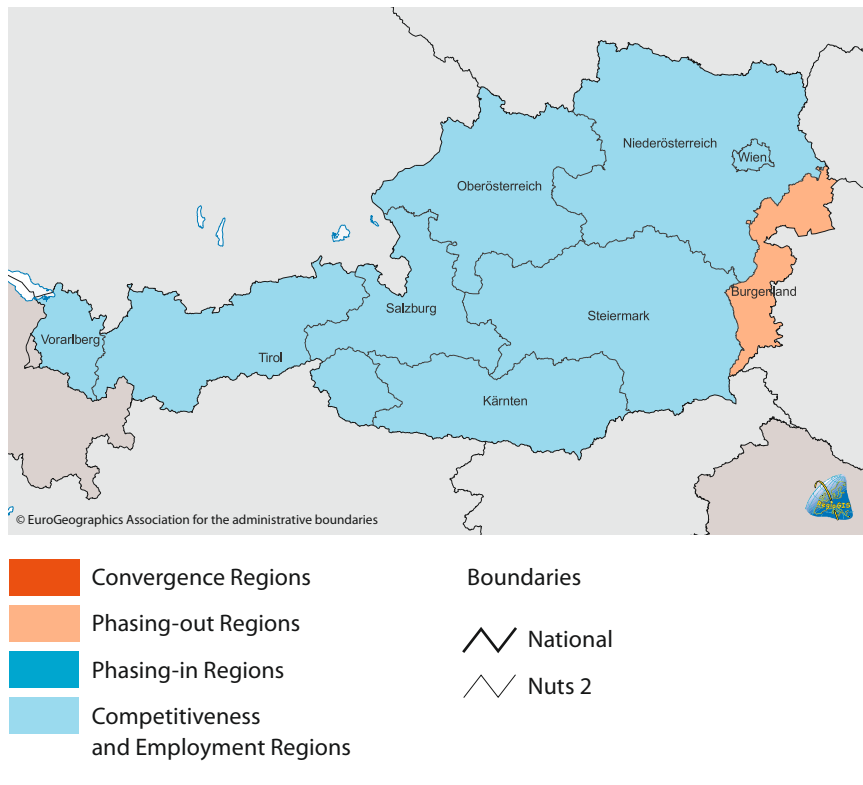 Niederösterreich
Wien
Oberösterreich
Burgenland
Salzburg
Steiermark
Vorarlberg
Tirol
Kärnten
RegioGIS
© EuroGeographics Association for the administrative boundaries
Convergence Regions
Phasing-out Regions
Phasing-in Regions
Competitiveness
and Employment Regions
Boundaries
National
Nuts 2